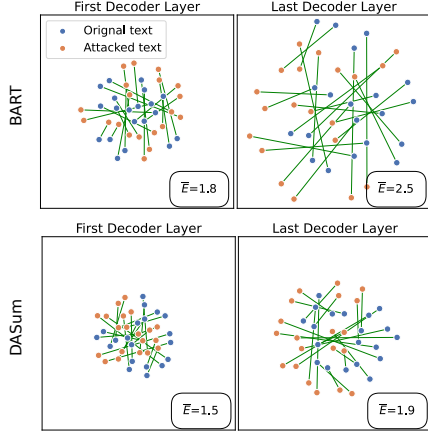 First Decoder Layer
Last Decoder Layer
Orignal text
Attacked text
BART
E̅=1.8
E̅=2.5
First Decoder Layer
Last Decoder Layer
DASum
E̅=1.5
E̅=1.9